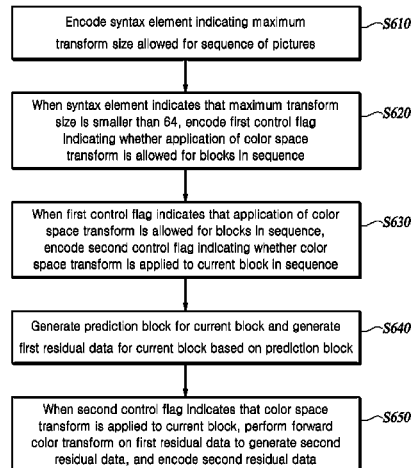 Encode syntax element indicating maximum
transform size allowed for sequence of pictures
S610
When syntax element indicates that maximum transform
size is smaller than 64, encode first control flag
indicating whether application of color space
transform is allowed for blocks in sequence
S620
When first control flag indicates that application of color
space transform is allowed for blocks in sequence,
encode second control flag indicating whether color
space transform is applied to current block in sequence
S630
Generate prediction block for current block and generate
first residual data for current block based on prediction block
S640
When second control flag indicates that color space
transform is applied to current block, perform forward
color transform on first residual data to generate second
residual data, and encode second residual data
S650